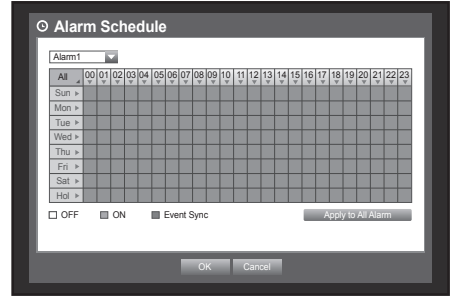 Alarm Schedule
Alarm1
All 00 01 02 03 04 05 06 07 08 09 10 11 12 13 14 15 16 17 18 19 20 21 22 23
Sun
Mon
Tue
Wed
Thu
Fri
Sat
Hol
OFF ON Event Sync Apply to All Alarm
OK Cancel